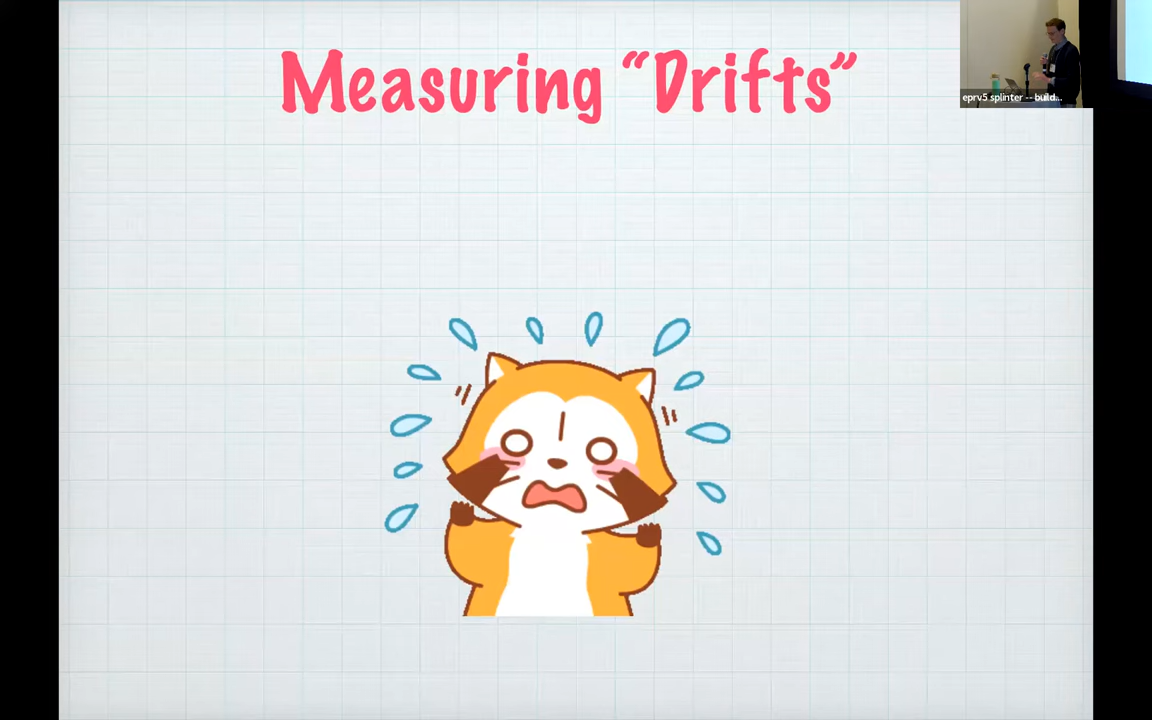 Measuring “Drifts”
eprv5 splinter -- build...